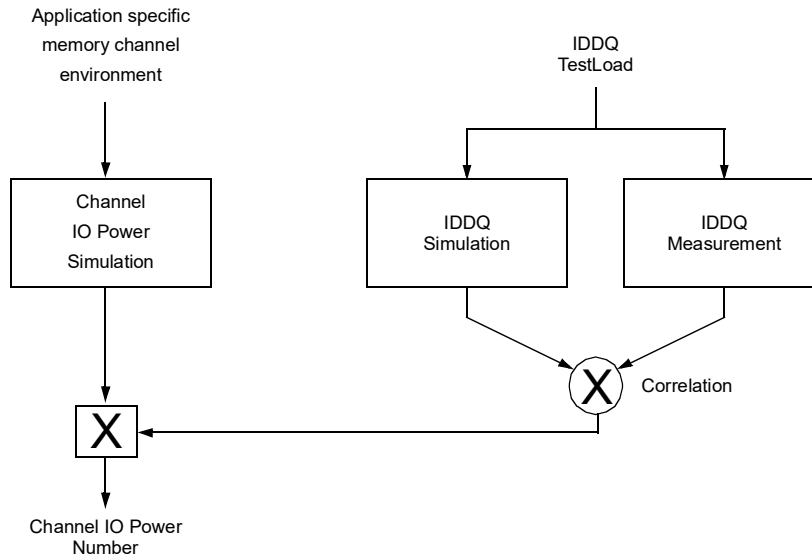 Application specific
memory channel
environment
IDDQ
TestLoad
Channel
IO Power
Simulation
IDDQ
Simulation
IDDQ
Measurement
X
Correlation
X
Channel IO Power
Number